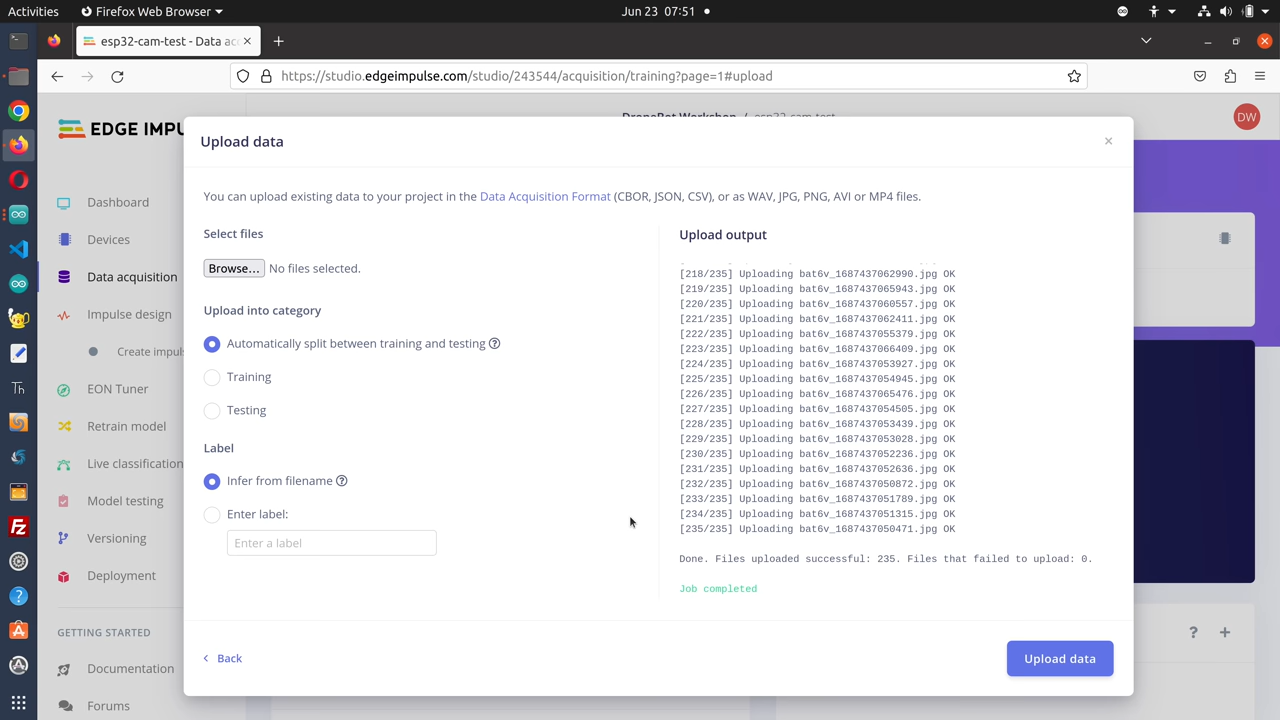 Activities
Firefox Web Browser
Jun 23 07:51
esp32-cam-test - Data ac
https://studio.edgeimpulse.com/studio/243544/acquisition/training?page=1#upload
EDGE IMPU
DroneBot Workshop / esp32-cam-test
DW
Dashboard
Devices
Data acquisition
Impulse design
Create impuls
EON Tuner
Retrain model
Live classification
Model testing
Versioning
Deployment
GETTING STARTED
Documentation
Forums
Upload data
×
You can upload existing data to your project in the Data Acquisition Format (CBOR, JSON, CSV), or as WAV, JPG, PNG, AVI or MP4 files.
Select files
Browse... No files selected.
Upload into category
Automatically split between training and testing ?
Training
Testing
Label
Infer from filename ?
Enter label:
Enter a label
Upload output
[218/235] Uploading bat6v_1687437062990.jpg OK
[219/235] Uploading bat6v_1687437065943.jpg OK
[220/235] Uploading bat6v_1687437060557.jpg OK
[221/235] Uploading bat6v_1687437062411.jpg OK
[222/235] Uploading bat6v_1687437055379.jpg OK
[223/235] Uploading bat6v_1687437066409.jpg OK
[224/235] Uploading bat6v_1687437053927.jpg OK
[225/235] Uploading bat6v_1687437054945.jpg OK
[226/235] Uploading bat6v_1687437065476.jpg OK
[227/235] Uploading bat6v_1687437054505.jpg OK
[228/235] Uploading bat6v_1687437053439.jpg OK
[229/235] Uploading bat6v_1687437053028.jpg OK
[230/235] Uploading bat6v_1687437052236.jpg OK
[231/235] Uploading bat6v_1687437052636.jpg OK
[232/235] Uploading bat6v_1687437050872.jpg OK
[233/235] Uploading bat6v_1687437051789.jpg OK
[234/235] Uploading bat6v_1687437051315.jpg OK
[235/235] Uploading bat6v_1687437050471.jpg OK
Done. Files uploaded successful: 235. Files that failed to upload: 0.
Job completed
Back
Upload data
Th